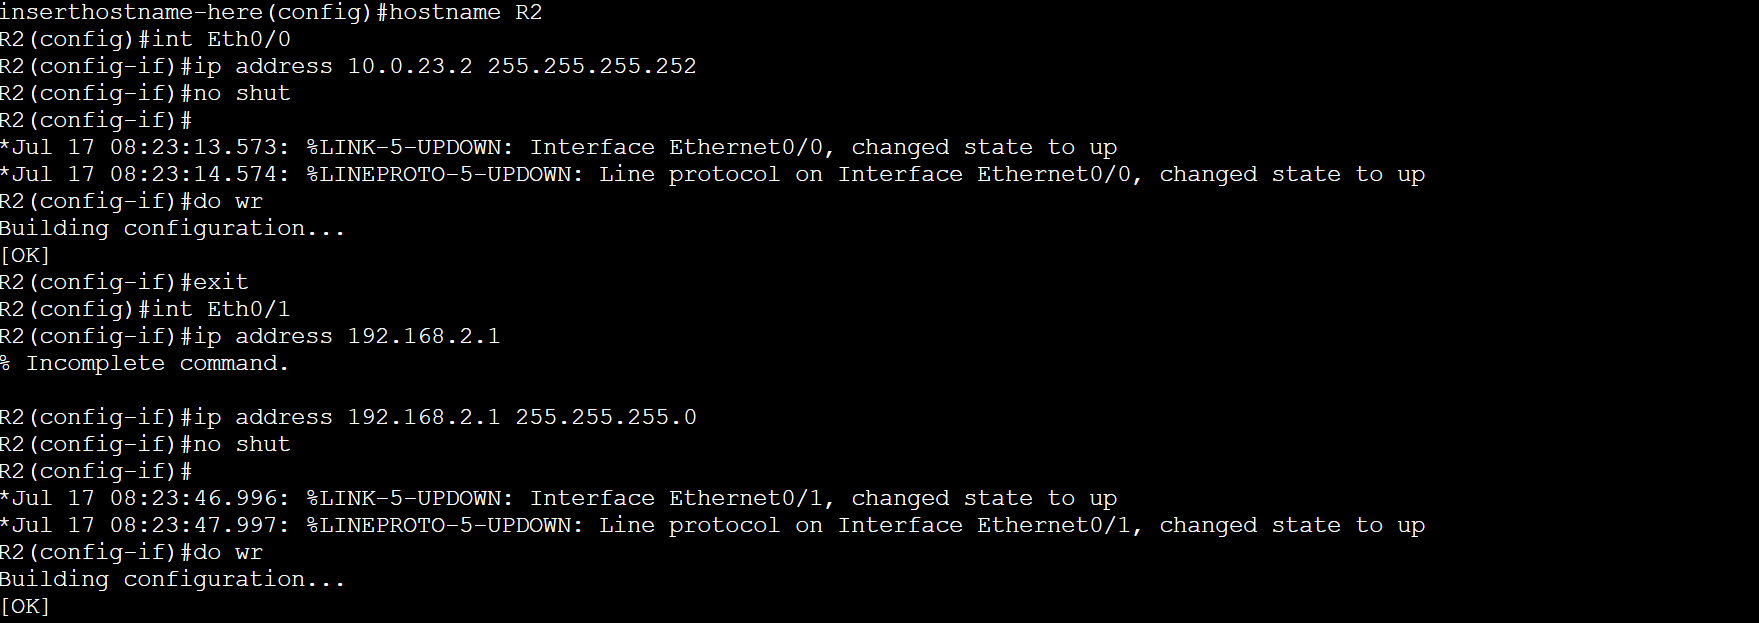 inserthostname-here(config)#hostname R2
R2(config)#int Eth0/0
R2(config-if)#ip address 10.0.23.2 255.255.255.252
R2(config-if)#no shut
R2(config-if)#
*Jul 17 08:23:13.573: %LINK-5-UPDOWN: Interface Ethernet0/0, changed state to up
*Jul 17 08:23:14.574: %LINEPROTO-5-UPDOWN: Line protocol on Interface Ethernet0/0, changed state to up
R2(config-if)#do wr
Building configuration...
[OK]
R2(config-if)#exit
R2(config)#int Eth0/1
R2(config-if)#ip address 192.168.2.1
% Incomplete command.

R2(config-if)#ip address 192.168.2.1 255.255.255.0
R2(config-if)#no shut
R2(config-if)#
*Jul 17 08:23:46.996: %LINK-5-UPDOWN: Interface Ethernet0/1, changed state to up
*Jul 17 08:23:47.997: %LINEPROTO-5-UPDOWN: Line protocol on Interface Ethernet0/1, changed state to up
R2(config-if)#do wr
Building configuration...
[OK]